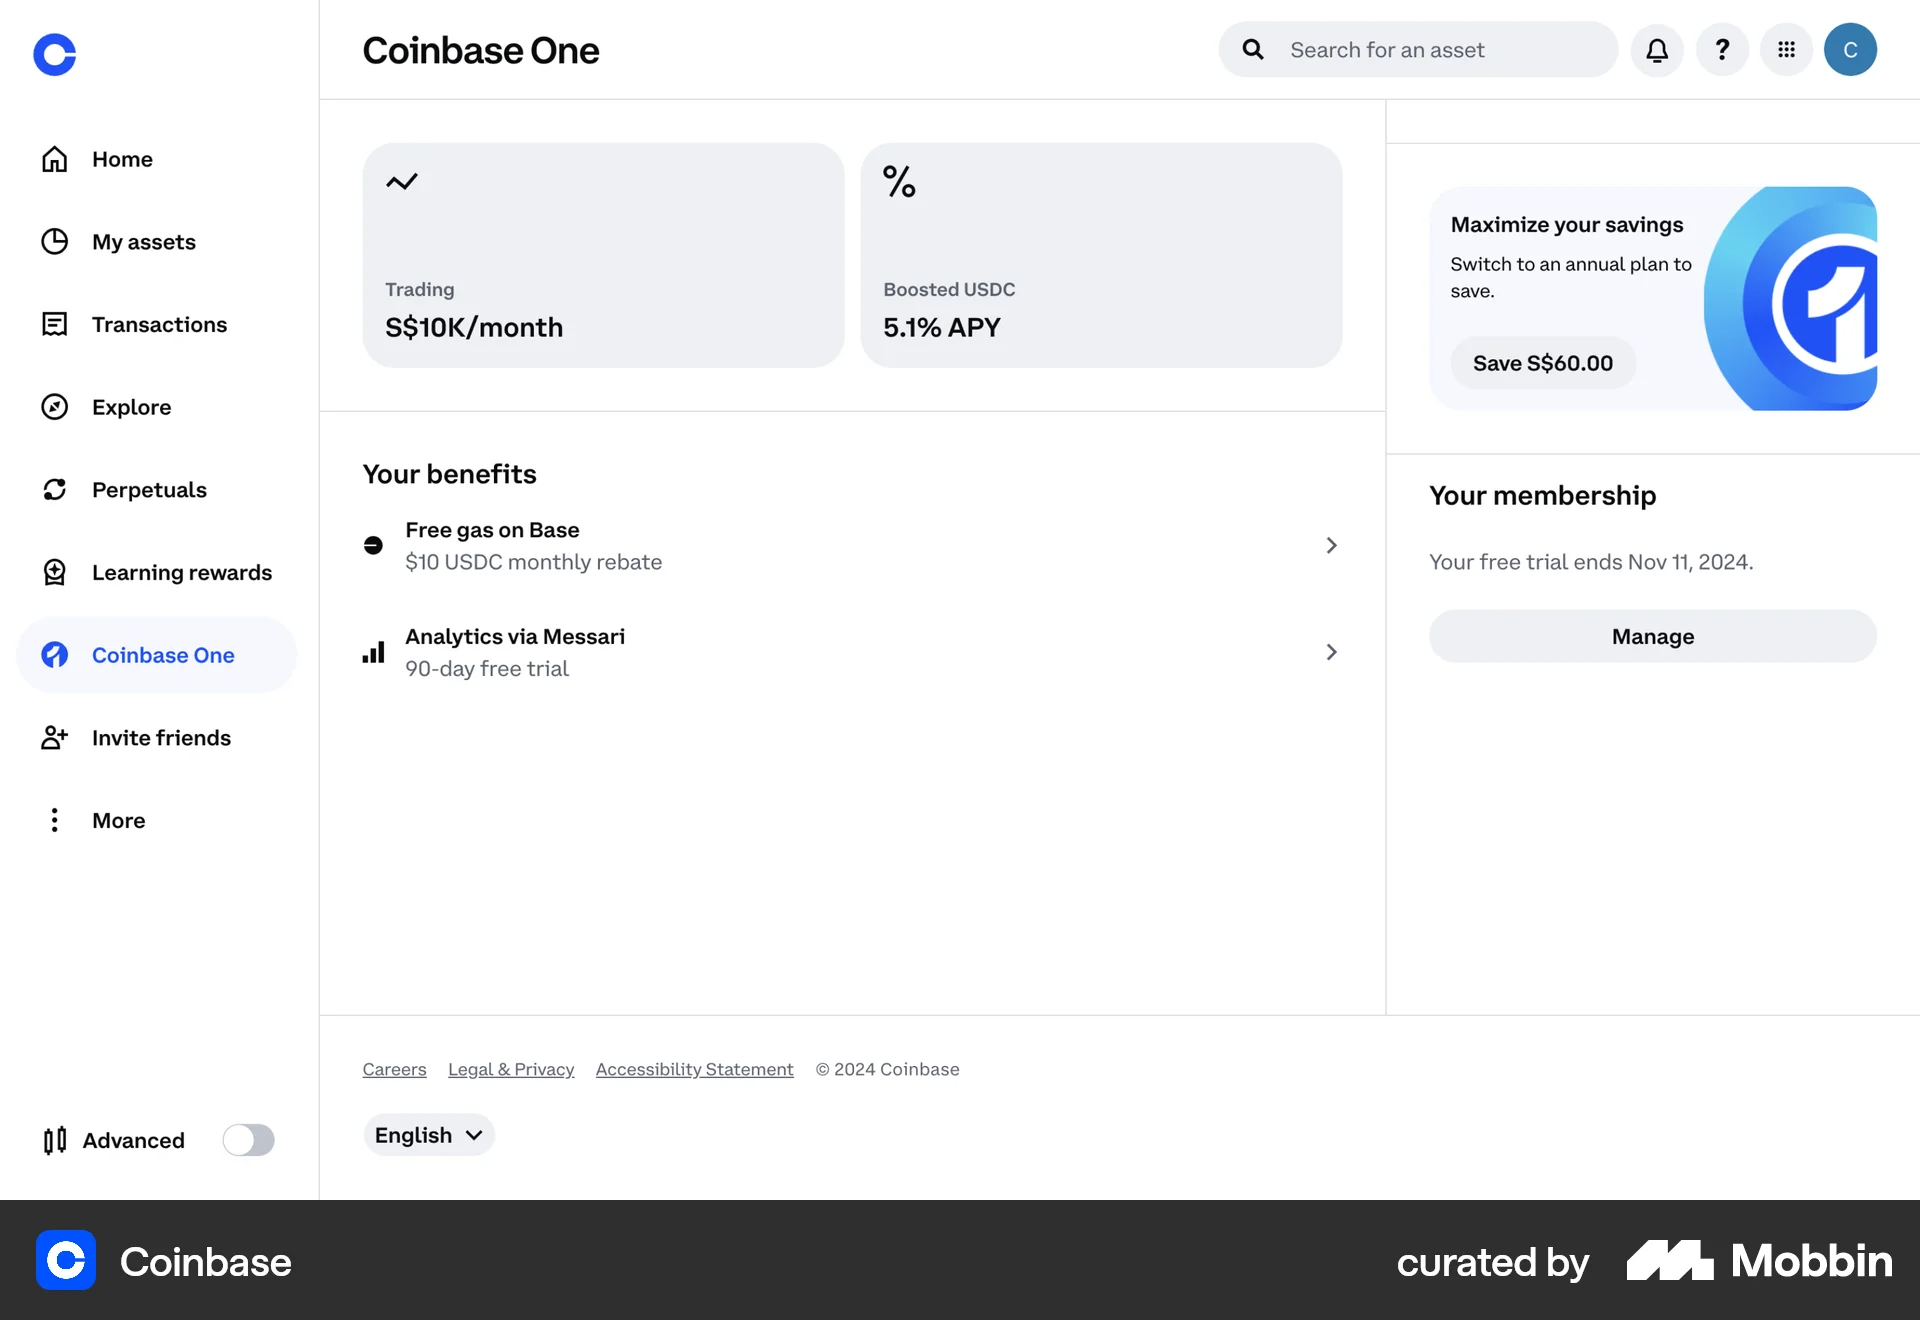 Coinbase One
Search for an asset
C
Home
My assets
Transactions
Explore
Perpetuals
Learning rewards
Coinbase One
Invite friends
More
Advanced
Trading
S$10K/month
Boosted USDC
5.1% APY
Your benefits
Free gas on Base
$10 USDC monthly rebate
Analytics via Messari
90-day free trial
Maximize your savings
Switch to an annual plan to
save.
Save S$60.00
Your membership
Your free trial ends Nov 11, 2024.
Manage
Careers Legal & Privacy Accessibility Statement © 2024 Coinbase
English
Coinbase
curated by Mobbin